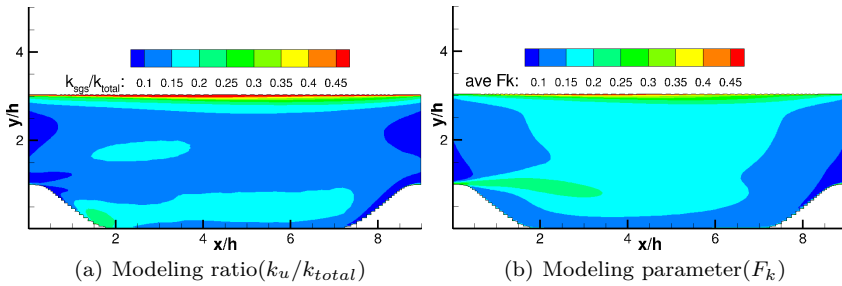 4
y/h
2
k_sgs/k_total: 0.1 0.15 0.2 0.25 0.3 0.35 0.4 0.45
2 4 6 8
x/h
(a) Modeling ratio(k_u/k_total)
4
y/h
2
ave Fk: 0.1 0.15 0.2 0.25 0.3 0.35 0.4 0.45
2 4 6 8
x/h
(b) Modeling parameter(F_k)